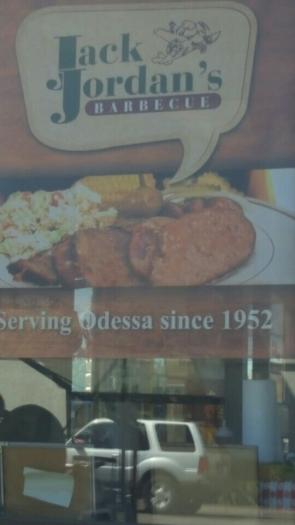 Jack
Jordan's
BARBECUE
Serving Odessa since 1952